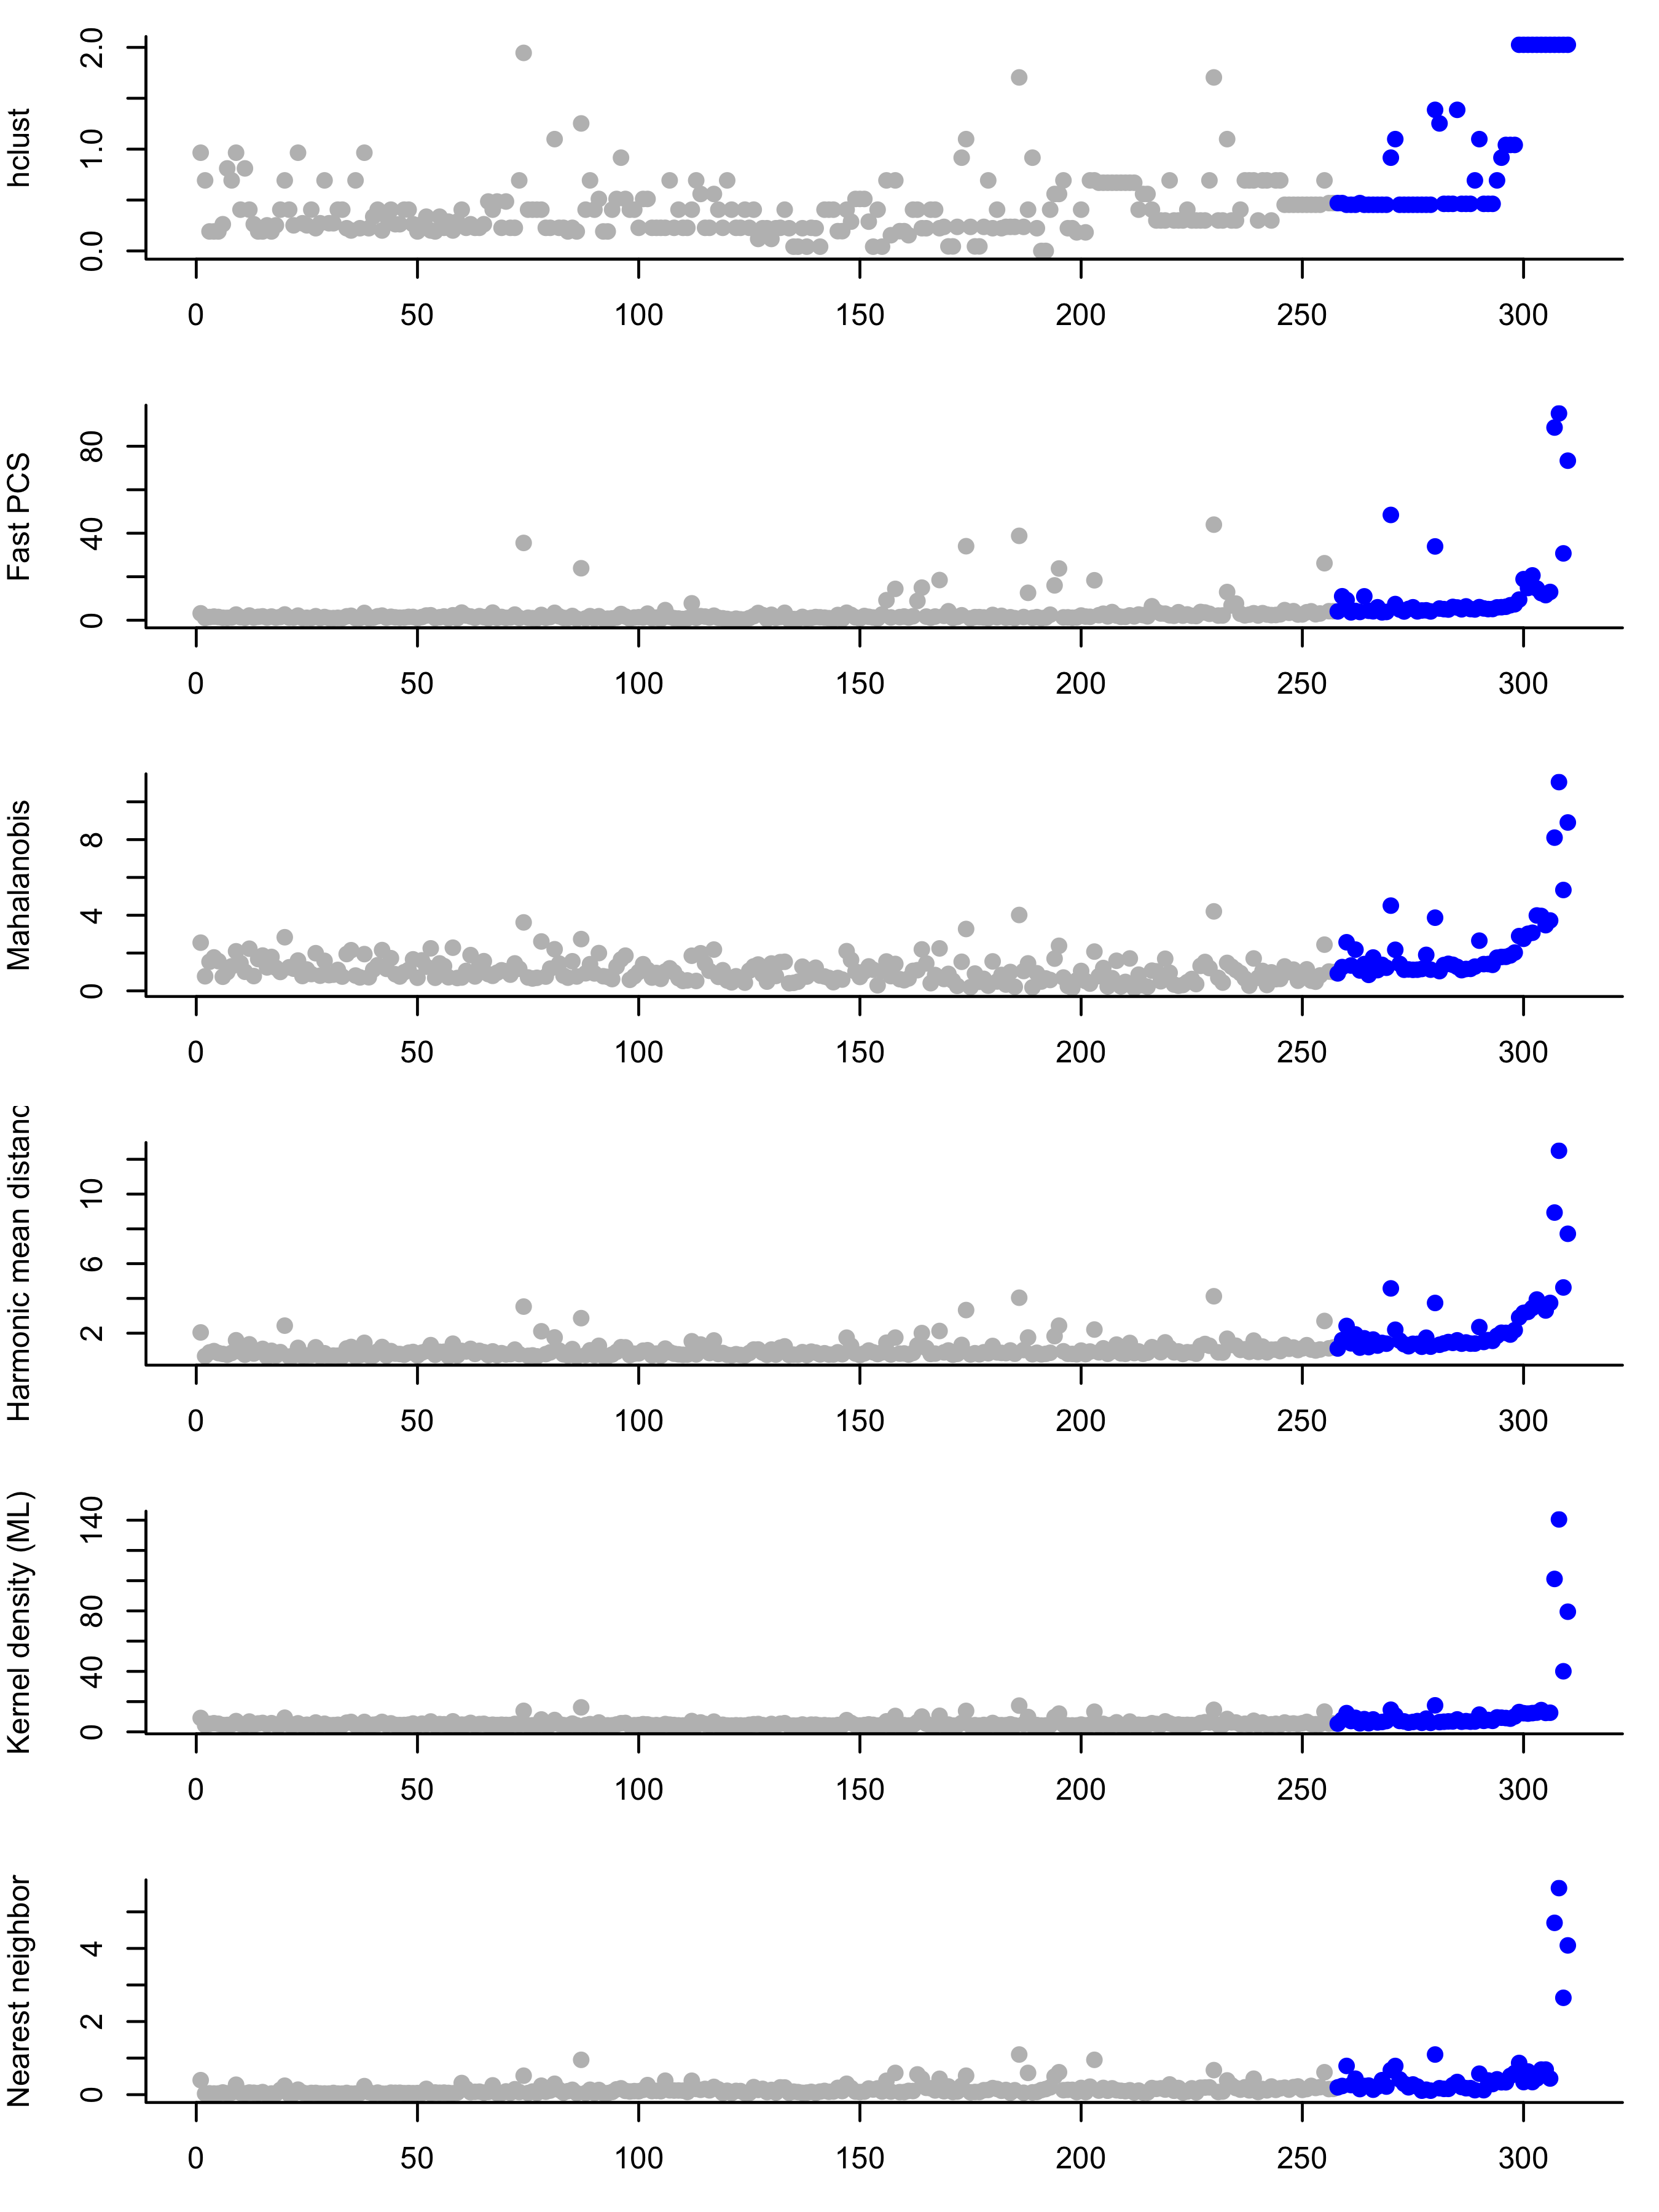 hclust
0.0 1.0 2.0
0 50 100 150 200 250 300
Fast PCS
0 40 80
0 50 100 150 200 250 300
Mahalanobis
0 4 8
0 50 100 150 200 250 300
Harmonic mean distanc
2 6 10
0 50 100 150 200 250 300
Kernel density (ML)
0 40 80 140
0 50 100 150 200 250 300
Nearest neighbor
0 2 4
0 50 100 150 200 250 300